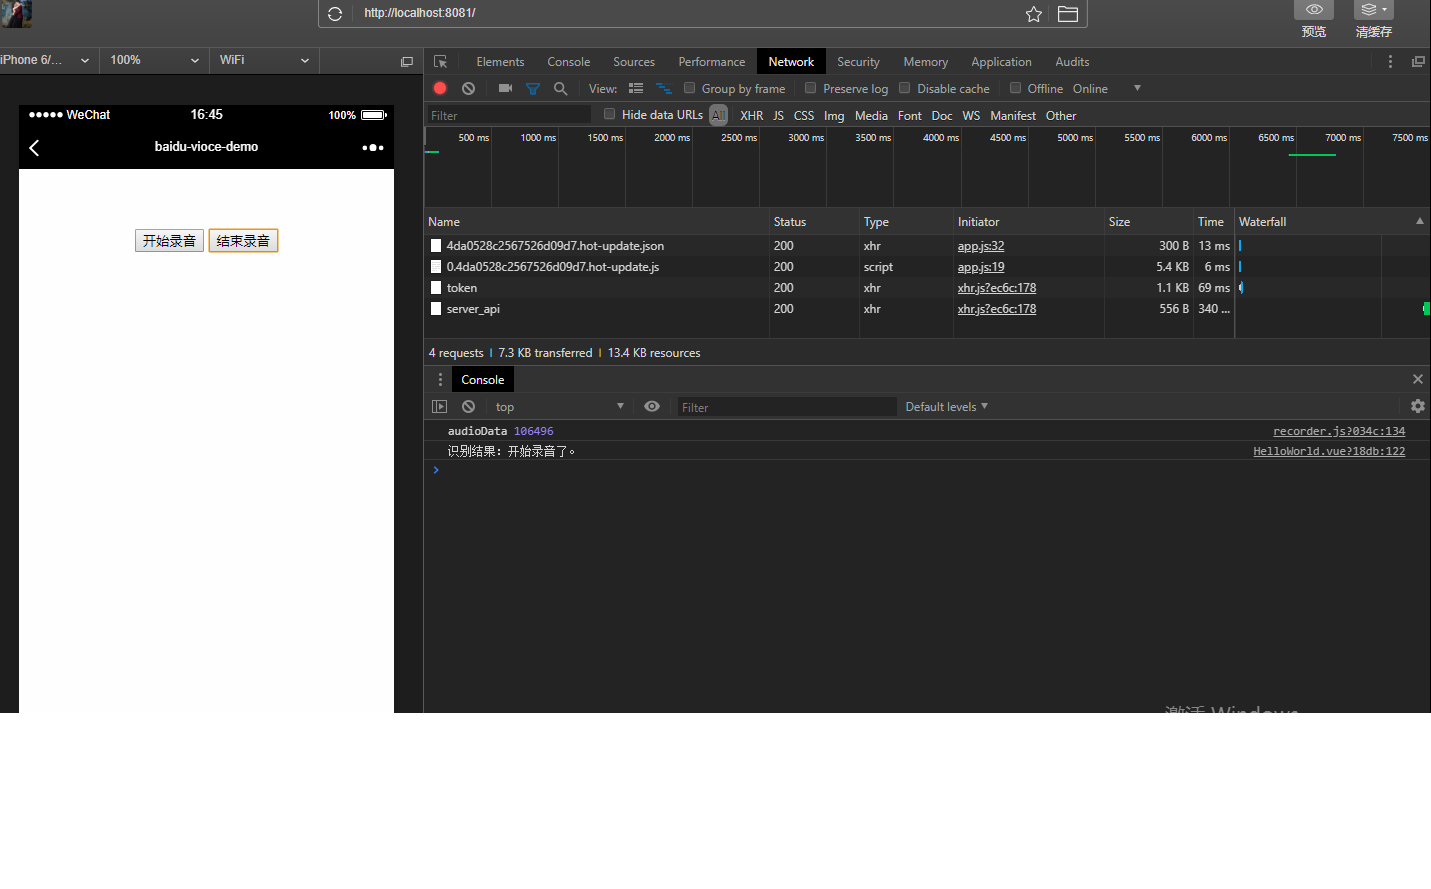 http://localhost:8081/
预览
清缓存
iPhone 6/... 100% WiFi
Elements Console Sources Performance Network Security Memory Application Audits
View: Group by frame Preserve log Disable cache Offline Online
Filter Hide data URLs All XHR JS CSS Img Media Font Doc WS Manifest Other
500 ms 1000 ms 1500 ms 2000 ms 2500 ms 3000 ms 3500 ms 4000 ms 4500 ms 5000 ms 5500 ms 6000 ms 6500 ms 7000 ms 7500 ms
WeChat 16:45 100%
baidu-vioce-demo
开始录音 结束录音
Name Status Type Initiator Size Time Waterfall
4da0528c2567526d09d7.hot-update.json 200 xhr app.js:32 300 B 13 ms
0.4da0528c2567526d09d7.hot-update.js 200 script app.js:19 5.4 KB 6 ms
token 200 xhr xhr.js?ec6c:178 1.1 KB 69 ms
server_api 200 xhr xhr.js?ec6c:178 556 B 340 ...
4 requests 7.3 KB transferred 13.4 KB resources
Console
top Filter Default levels
audioData 106496 recorder.js?034c:134
识别结果：开始录音了。 HelloWorld.vue?18db:122
激活 Windows